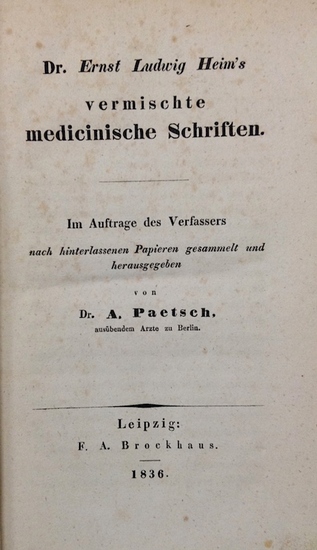 Dr. Ernst Ludwig Heim's
vermischte
medicinische Schriften.
Im Auftrage des Verfassers
nach hinterlassenen Papieren gesammelt und
herausgegeben
von
Dr. A. Paetsch,
ausübendem Arzte zu Berlin.
Leipzig:
F. A. Brockhaus.
1836.